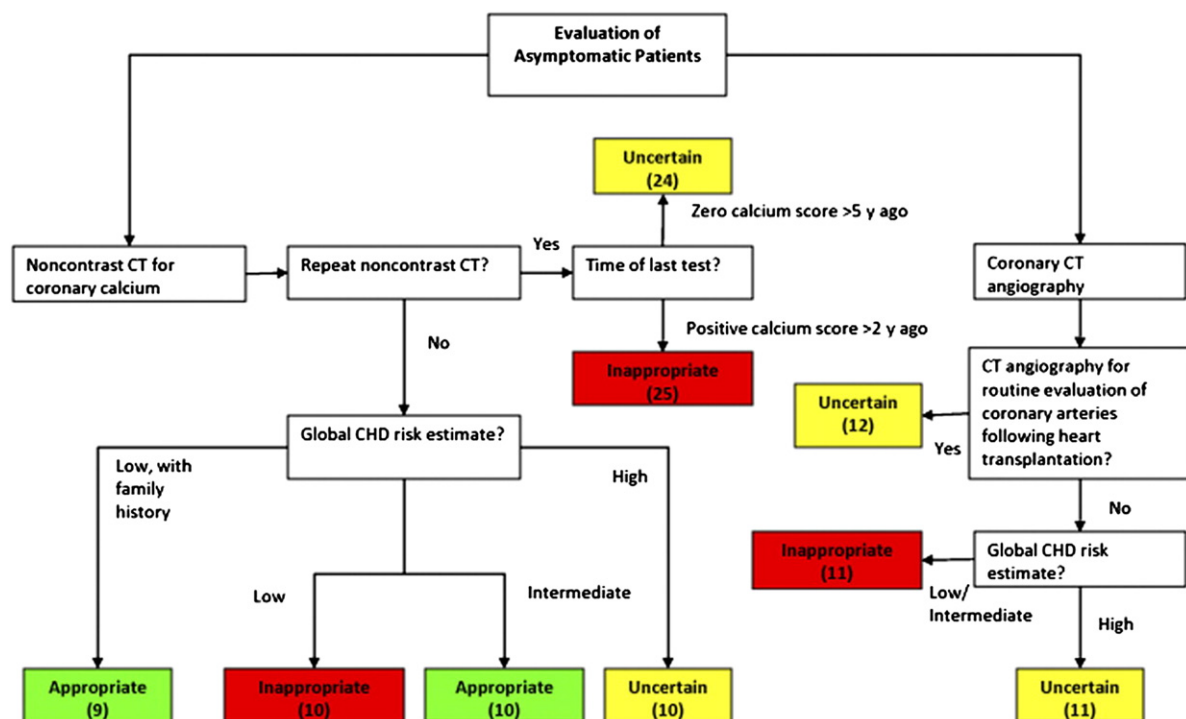 Evaluation of
Asymptomatic Patients
Uncertain
(24)
Zero calcium score >5 y ago
Yes
Noncontrast CT for
coronary calcium
Repeat noncontrast CT?
Time of last test?
Coronary CT
angiography
Positive calcium score >2 y ago
No
Inappropriate
(25)
CT angiography for
routine evaluation of
coronary arteries
following heart
transplantation?
Uncertain
(12)
Yes
Global CHD risk estimate?
Low, with
family
history
High
No
Inappropriate
(11)
Global CHD risk
estimate?
Low/
Intermediate
Low
Intermediate
High
Appropriate
(9)
Inappropriate
(10)
Appropriate
(10)
Uncertain
(10)
Uncertain
(11)